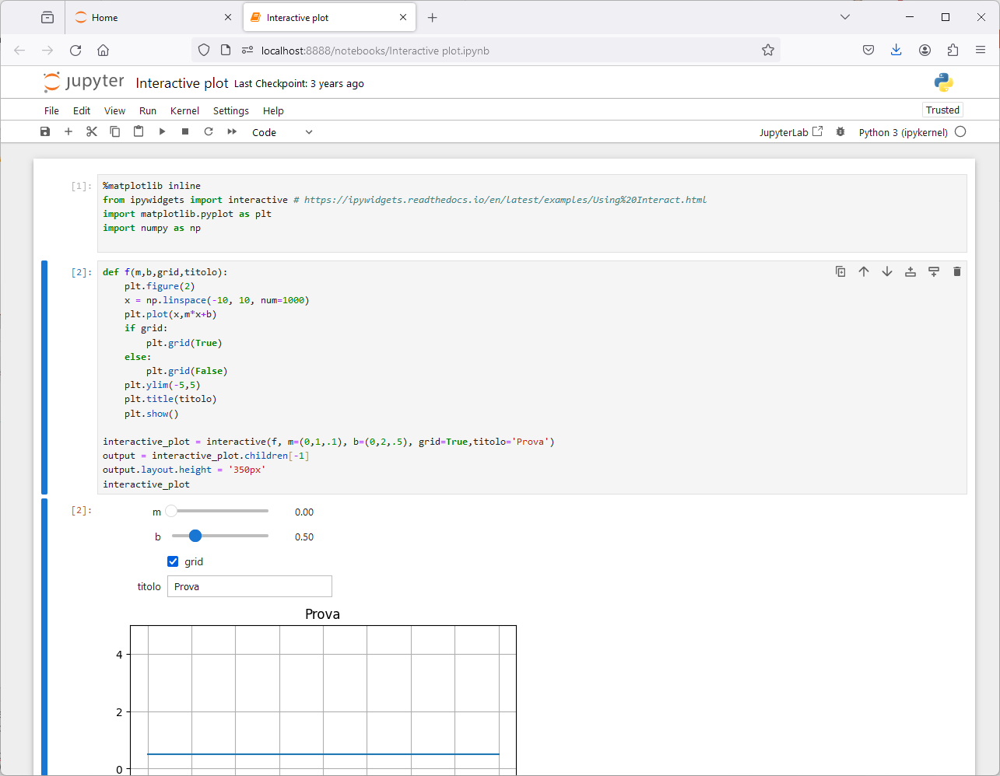 Home
Interactive plot
localhost:8888/notebooks/Interactive plot.ipynb
jupyter Interactive plot Last Checkpoint: 3 years ago
File Edit View Run Kernel Settings Help Trusted
Code JupyterLab Python 3 (ipykernel)
[1]: %matplotlib inline
from ipywidgets import interactive # https://ipywidgets.readthedocs.io/en/latest/examples/Using%20Interact.html
import matplotlib.pyplot as plt
import numpy as np
[2]: def f(m,b,grid,titolo):
    plt.figure(2)
    x = np.linspace(-10, 10, num=1000)
    plt.plot(x,m*x+b)
    if grid:
        plt.grid(True)
    else:
        plt.grid(False)
    plt.ylim(-5,5)
    plt.title(titolo)
    plt.show()
interactive_plot = interactive(f, m=(0,1,.1), b=(0,2,.5), grid=True,titolo='Prova')
output = interactive_plot.children[-1]
output.layout.height = '350px'
interactive_plot
[2]: m 0.00
b 0.50
grid
titolo Prova
Prova
4
2
0